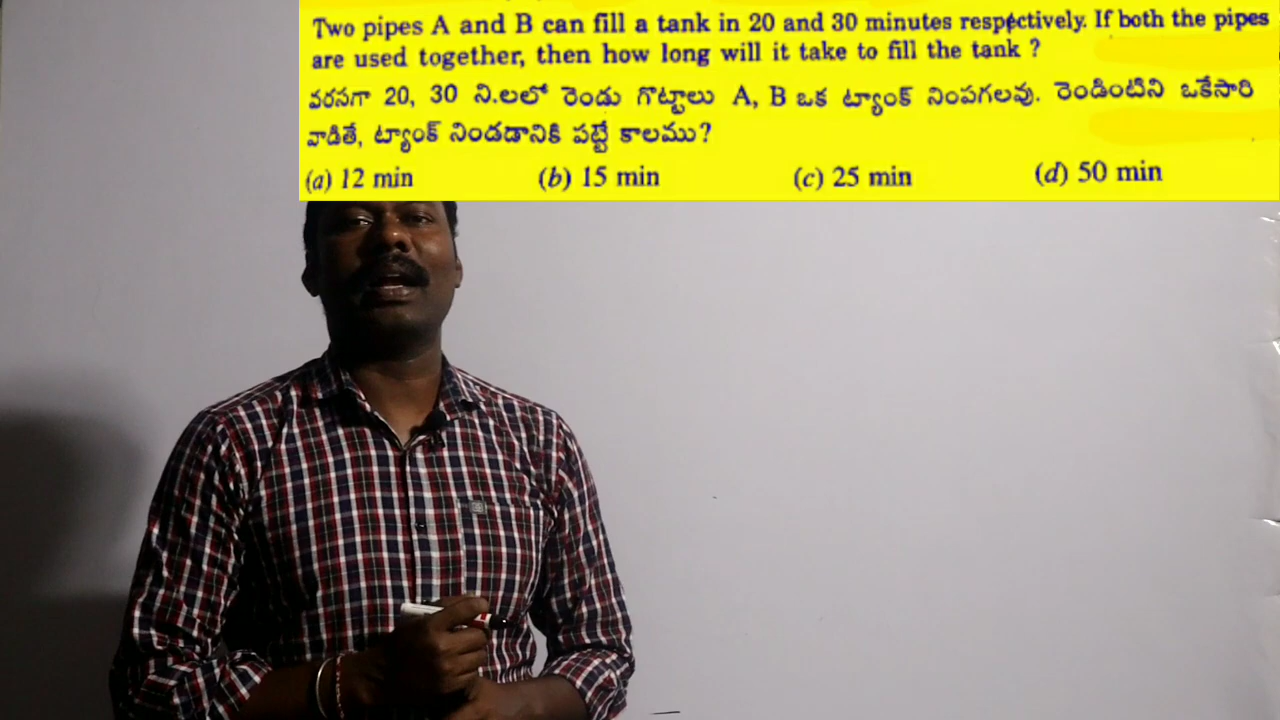 Two pipes A and B can fill a tank in 20 and 30 minutes respectively. If both the pipes
are used together, then how long will it take to fill the tank ?
వరసగా 20, 30 ని.లలో రెండు గొట్టాలు A, B ఒక ట్యాంక్ నింపగలవు. రెండింటిని ఒకేసారి
వాడితే, ట్యాంక్ నిండడానికి పట్టే కాలము?
(a) 12 min (b) 15 min (c) 25 min (d) 50 min